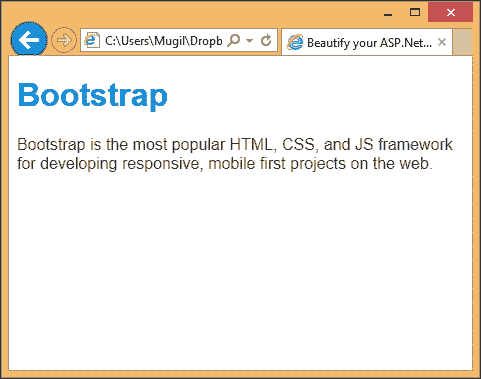 C:\Users\Mugil\Dropb
Beautify your ASP.Net...
Bootstrap
Bootstrap is the most popular HTML, CSS, and JS framework
for developing responsive, mobile first projects on the web.